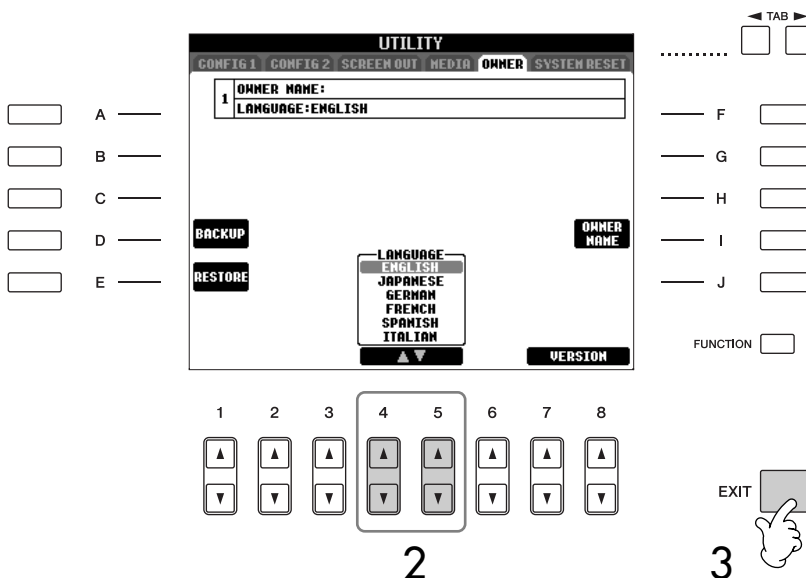 ◄ TAB ►
UTILITY
CONFIG 1 CONFIG 2 SCREEN OUT MEDIA OWNER SYSTEM RESET
1
OWNER NAME:
LANGUAGE:ENGLISH
A
B
C
D
E
F
G
H
I
J
BACKUP
RESTORE
OWNER
NAME
LANGUAGE
ENGLISH
JAPANESE
GERMAN
FRENCH
SPANISH
ITALIAN
▲ ▼
VERSION
FUNCTION
1 2 3 4 5 6 7 8
EXIT
2
3